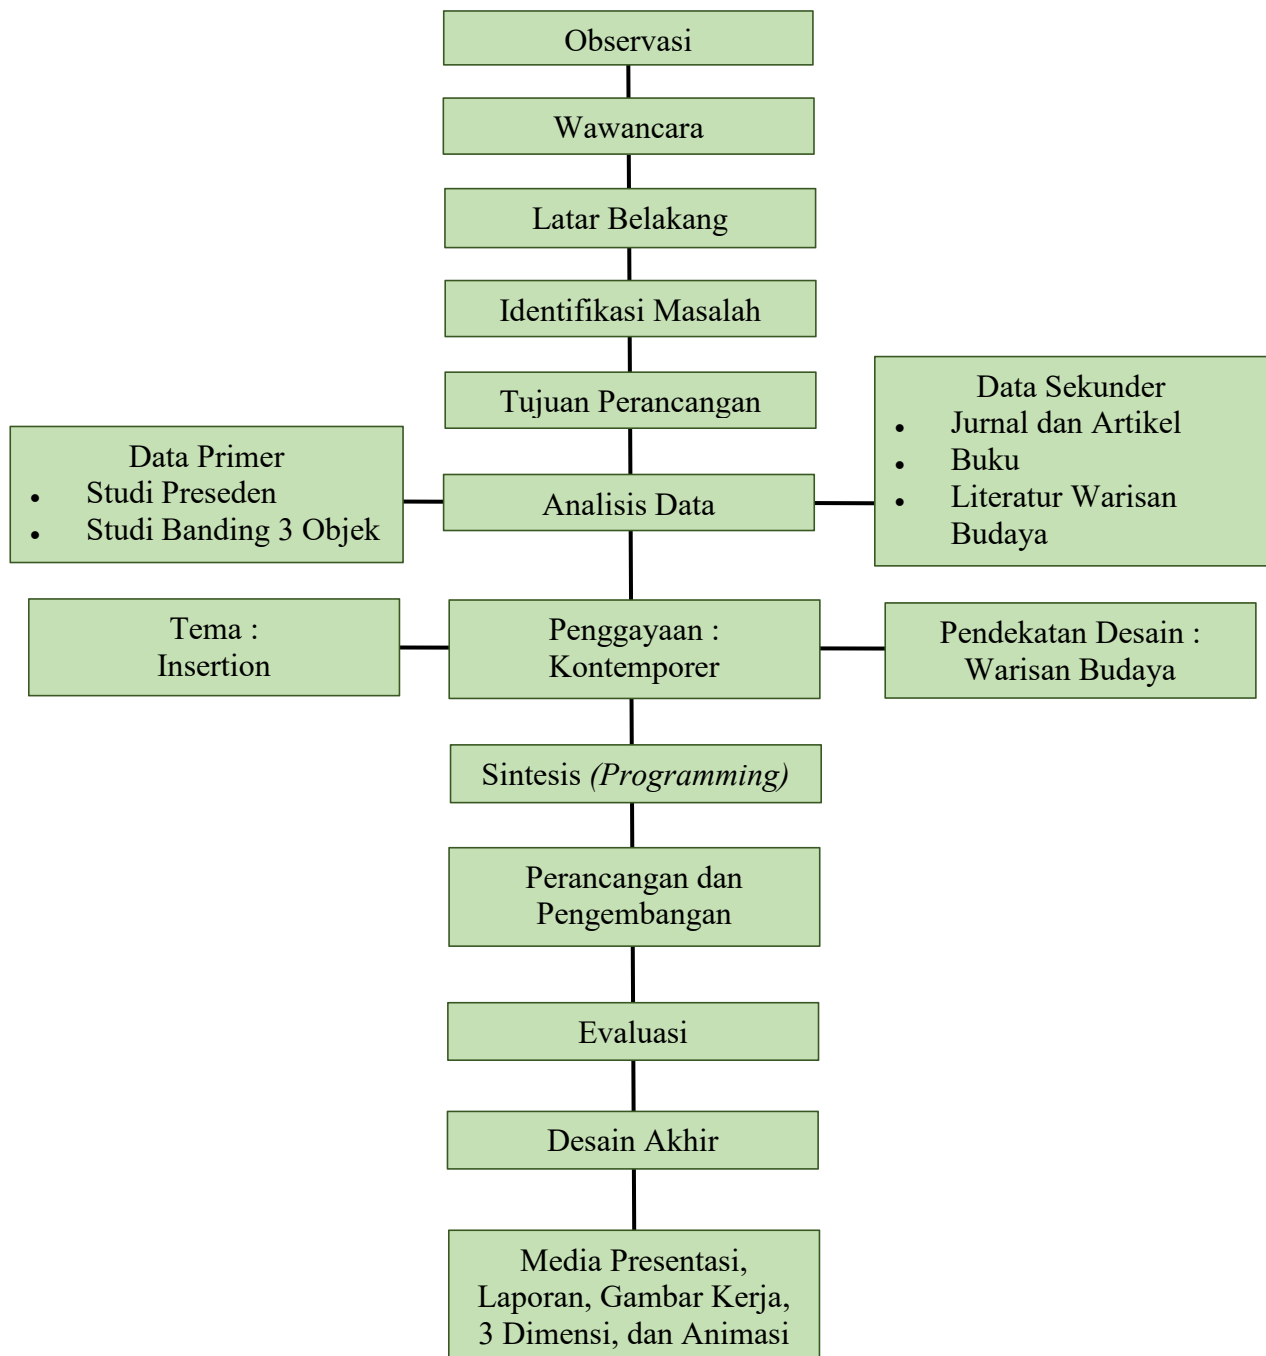 Observasi
Wawancara
Latar Belakang
Identifikasi Masalah
Tujuan Perancangan
Data Primer
• Studi Preseden
• Studi Banding 3 Objek
Analisis Data
Data Sekunder
• Jurnal dan Artikel
• Buku
• Literatur Warisan
Budaya
Tema :
Insertion
Penggayaan :
Kontemporer
Pendekatan Desain :
Warisan Budaya
Sintesis (Programming)
Perancangan dan
Pengembangan
Evaluasi
Desain Akhir
Media Presentasi,
Laporan, Gambar Kerja,
3 Dimensi, dan Animasi